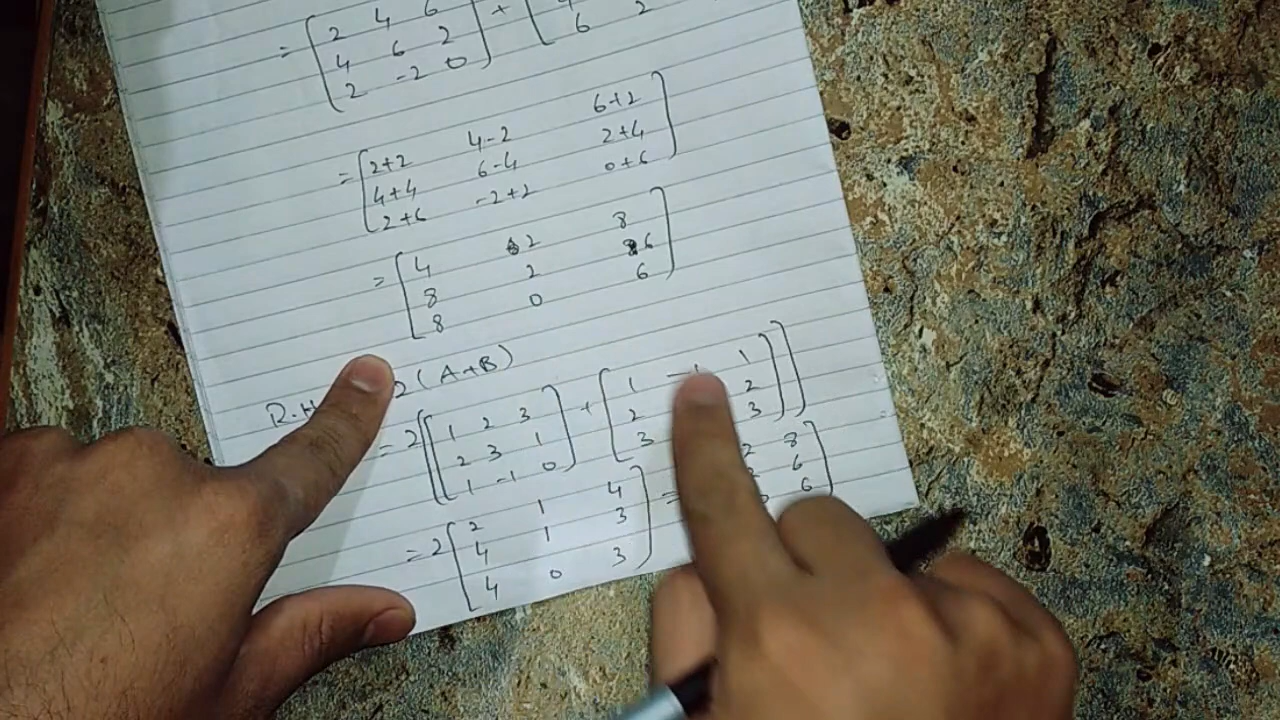 = [ 2 4 6
4 6 2
2 -2 0 ] + [
6 2
= [ 2+2 4-2 6+2
4+4 6-4 2+4
2+6 -2+2 0+6 ]
= [ 4 2 8
8 2 6
8 0 6 ]
2(A+B)
= 2 [ [ 1 2 3
2 3 1
1 -1 0 ] + [ 1 1
2 2
3 3 ] ]
= 2 [ 2 1 4
4 1 3
4 0 3 ] = 2 8
6
0 6 ]